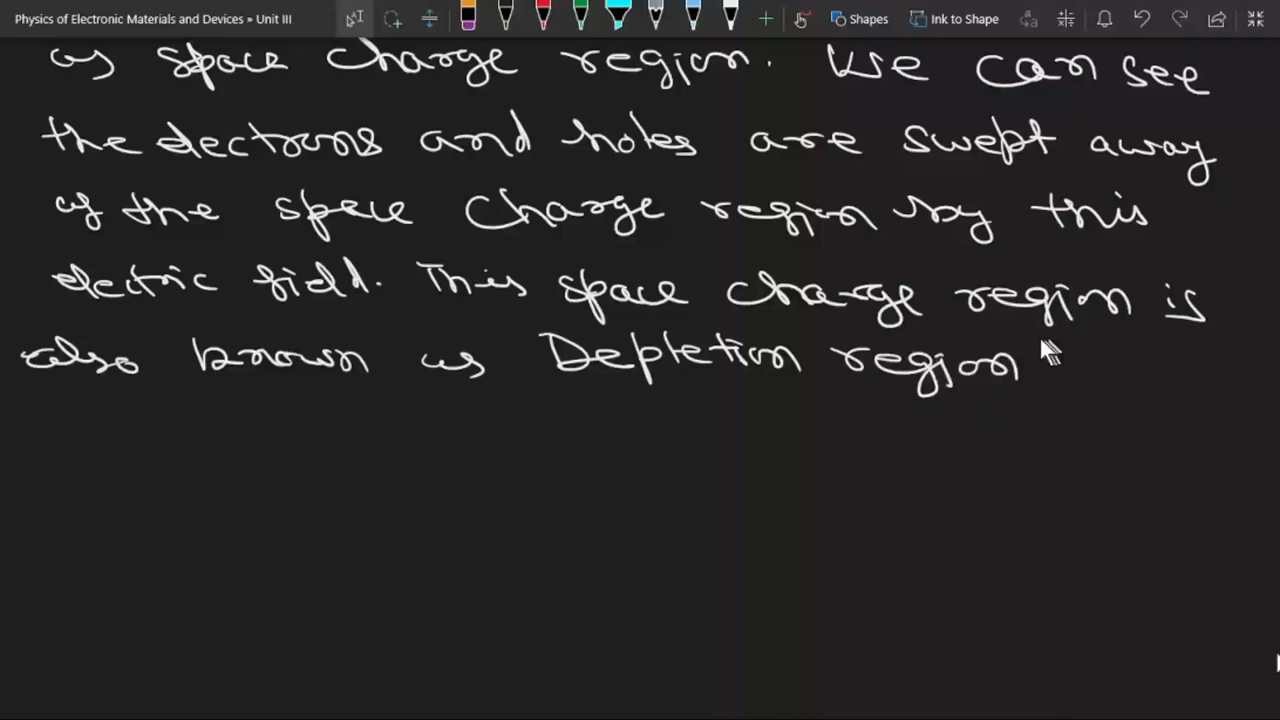 Physics of Electronic Materials and Devices » Unit III
Shapes
Ink to Shape
as space charge region. We can see
the electrons and holes are swept away
of the space charge region by this
electric field. This space charge region is
also known as Depletion region